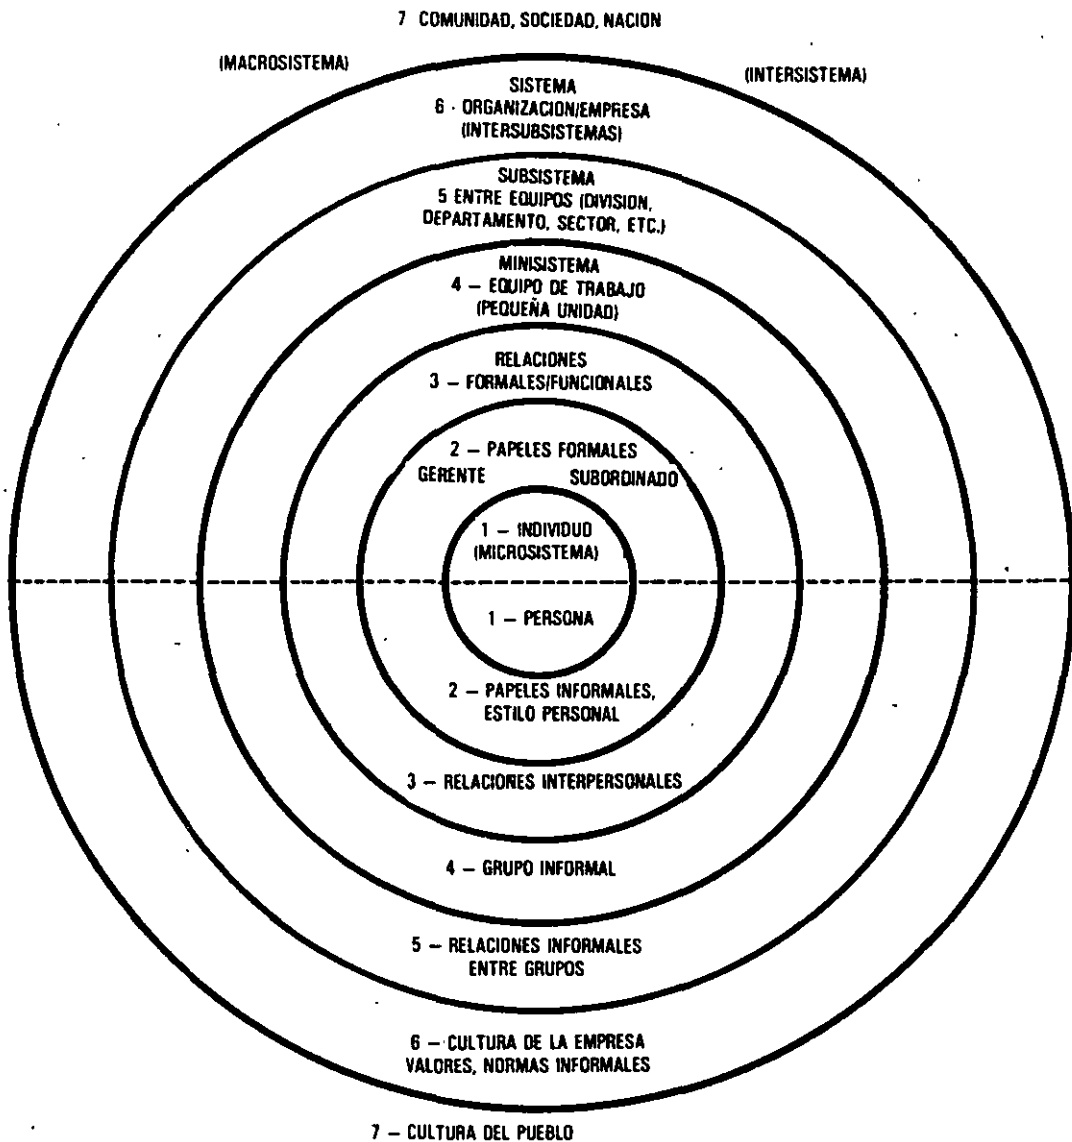 7 COMUNIDAD, SOCIEDAD, NACION
(MACROSISTEMA)
(INTERSISTEMA)
SISTEMA
6 - ORGANIZACION/EMPRESA
(INTERSUBSISTEMAS)
SUBSISTEMA
5 ENTRE EQUIPOS (DIVISION,
DEPARTAMENTO, SECTOR, ETC.)
MINISISTEMA
4 – EQUIPO DE TRABAJO
(PEQUEÑA UNIDAD)
RELACIONES
3 – FORMALES/FUNCIONALES
2 – PAPELES FORMALES
GERENTE SUBORDINADO
1 – INDIVIDUO
(MICROSISTEMA)
1 – PERSONA
2 – PAPELES INFORMALES,
ESTILO PERSONAL
3 – RELACIONES INTERPERSONALES
4 – GRUPO INFORMAL
5 – RELACIONES INFORMALES
ENTRE GRUPOS
6 – CULTURA DE LA EMPRESA
VALORES, NORMAS INFORMALES
7 – CULTURA DEL PUEBLO